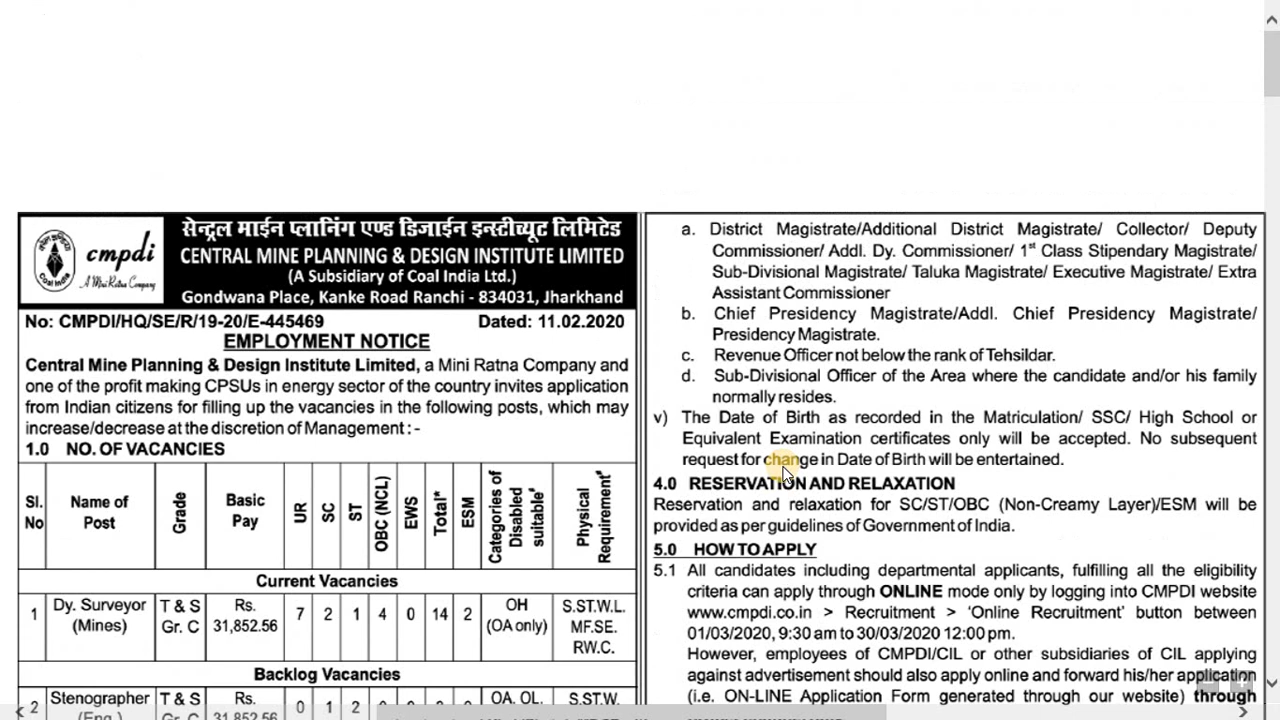 cmpdi
A Mini Ratna Company
सेन्ट्रल माईन प्लानिंग एण्ड डिजाईन इन्स्टीच्यूट लिमिटेड
CENTRAL MINE PLANNING & DESIGN INSTITUTE LIMITED
(A Subsidiary of Coal India Ltd.)
Gondwana Place, Kanke Road Ranchi - 834031, Jharkhand
No: CMPDI/HQ/SE/R/19-20/E-445469 Dated: 11.02.2020
EMPLOYMENT NOTICE
Central Mine Planning & Design Institute Limited, a Mini Ratna Company and
one of the profit making CPSUs in energy sector of the country invites application
from Indian citizens for filling up the vacancies in the following posts, which may
increase/decrease at the discretion of Management :-
1.0 NO. OF VACANCIES
Sl. No Name of Post Grade Basic Pay UR SC ST OBC (NCL) EWS Total* ESM Categories of Disabled suitable# Physical Requirement#
Current Vacancies
1 Dy. Surveyor (Mines) T & S Gr. C Rs. 31,852.56 7 2 1 4 0 14 2 OH (OA only) S.ST.W.L. MF.SE. RW.C.
Backlog Vacancies
2 Stenographer (Eng.) T & S Gr. C Rs. 31,852.56 0 1 2 OA, OL, S.ST.W.
a. District Magistrate/Additional District Magistrate/ Collector/ Deputy
Commissioner/ Addl. Dy. Commissioner/ 1st Class Stipendary Magistrate/
Sub-Divisional Magistrate/ Taluka Magistrate/ Executive Magistrate/ Extra
Assistant Commissioner
b. Chief Presidency Magistrate/Addl. Chief Presidency Magistrate/
Presidency Magistrate.
c. Revenue Officer not below the rank of Tehsildar.
d. Sub-Divisional Officer of the Area where the candidate and/or his family
normally resides.
v) The Date of Birth as recorded in the Matriculation/ SSC/ High School or
Equivalent Examination certificates only will be accepted. No subsequent
request for change in Date of Birth will be entertained.
4.0 RESERVATION AND RELAXATION
Reservation and relaxation for SC/ST/OBC (Non-Creamy Layer)/ESM will be
provided as per guidelines of Government of India.
5.0 HOW TO APPLY
5.1 All candidates including departmental applicants, fulfilling all the eligibility
criteria can apply through ONLINE mode only by logging into CMPDI website
www.cmpdi.co.in > Recruitment > 'Online Recruitment' button between
01/03/2020, 9:30 am to 30/03/2020 12:00 pm.
However, employees of CMPDI/CIL or other subsidiaries of CIL applying
against advertisement should also apply online and forward his/her application
(i.e. ON-LINE Application Form generated through our website) through